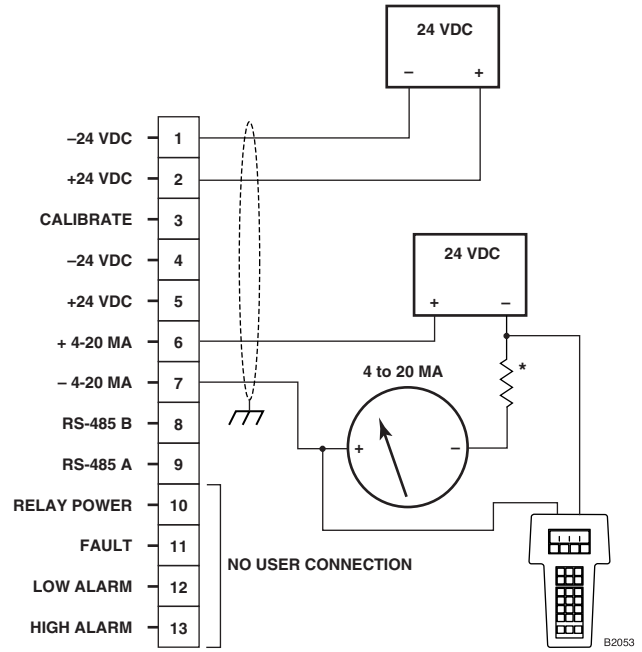 24 VDC
– +
–24 VDC 1
+24 VDC 2
CALIBRATE 3
–24 VDC 4
+24 VDC 5
+ 4-20 MA 6
– 4-20 MA 7
RS-485 B 8
RS-485 A 9
RELAY POWER 10
FAULT 11
LOW ALARM 12
HIGH ALARM 13
24 VDC
+ –
*
4 to 20 MA
+ –
NO USER CONNECTION
B2053